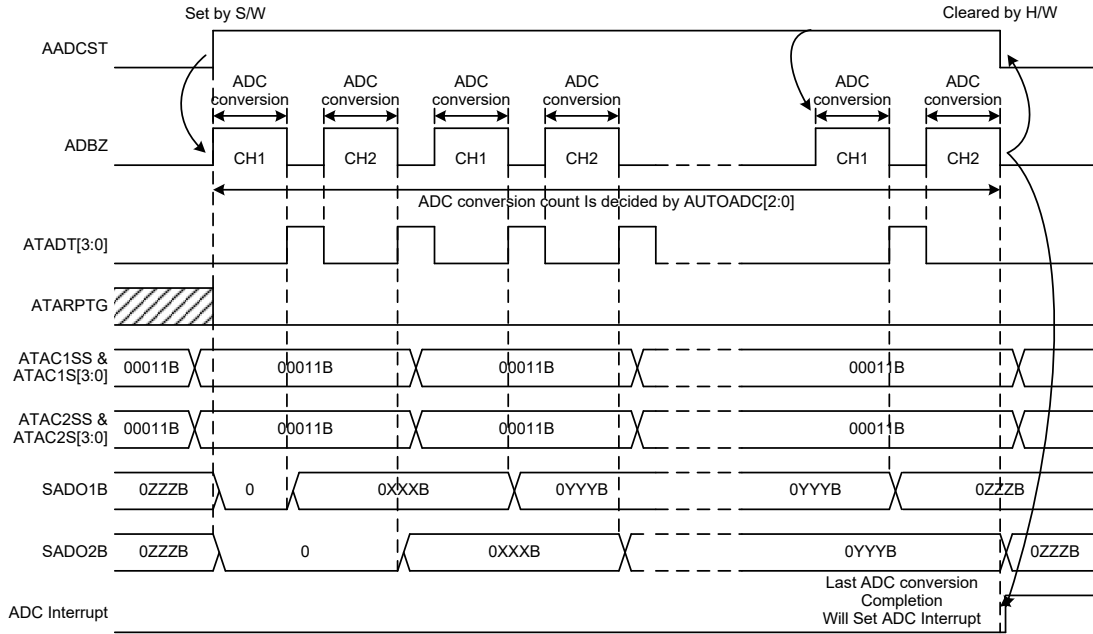 Set by S/W
Cleared by H/W
AADCST
ADC
conversion
ADC
conversion
ADC
conversion
ADC
conversion
ADC
conversion
ADC
conversion
ADBZ
CH1
CH2
CH1
CH2
CH1
CH2
ADC conversion count Is decided by AUTOADC[2:0]
ATADT[3:0]
ATARPTG
ATAC1SS &
ATAC1S[3:0]
00011B
00011B
00011B
00011B
ATAC2SS &
ATAC2S[3:0]
00011B
00011B
00011B
00011B
SADO1B
0ZZZB
0
0XXXB
0YYYB
0YYYB
0ZZZB
SADO2B
0ZZZB
0
0XXXB
0YYYB
0ZZZB
Last ADC conversion
Completion
Will Set ADC Interrupt
ADC Interrupt